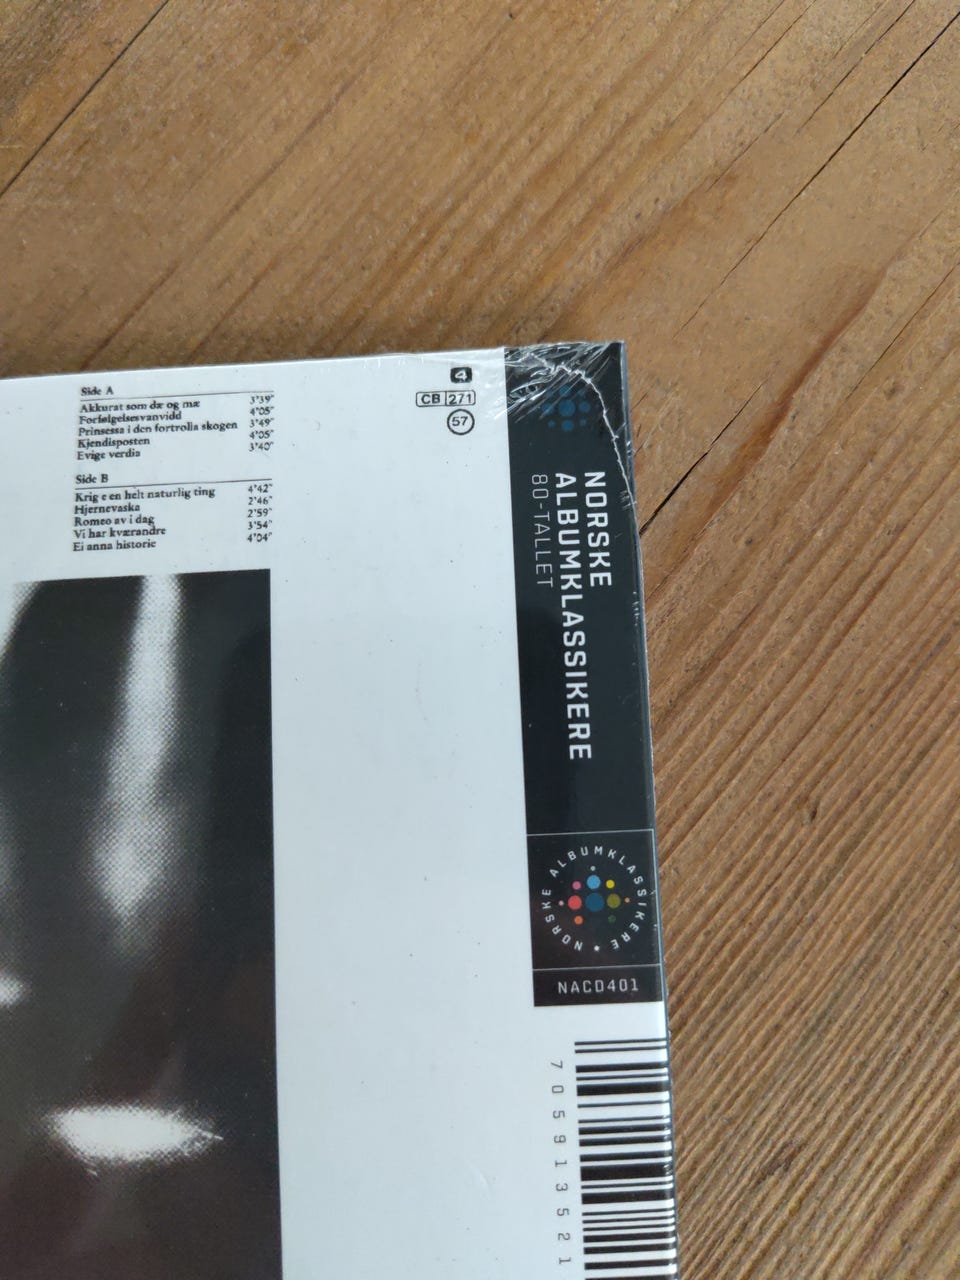 Side A
Akkurat som dæ og mæ 3'39"
Forfølgelsesvanvidd 4'05"
Prinsessa i den fortrolla skogen 3'49"
Kjendisposten 4'05"
Evige verdia 3'40"
Side B
Krig e en helt naturlig ting 4'42"
Hjernevaska 2'46"
Romeo av i dag 2'59"
Vi har kværandre 3'54"
Ei anna historie 4'04"
4
CB 271
57
NORSKE
ALBUMKLASSIKERE
80-TALLET
NORSKE ALBUMKLASSIKERE
NACD401
7 0 5 9 1 3 5 2 1